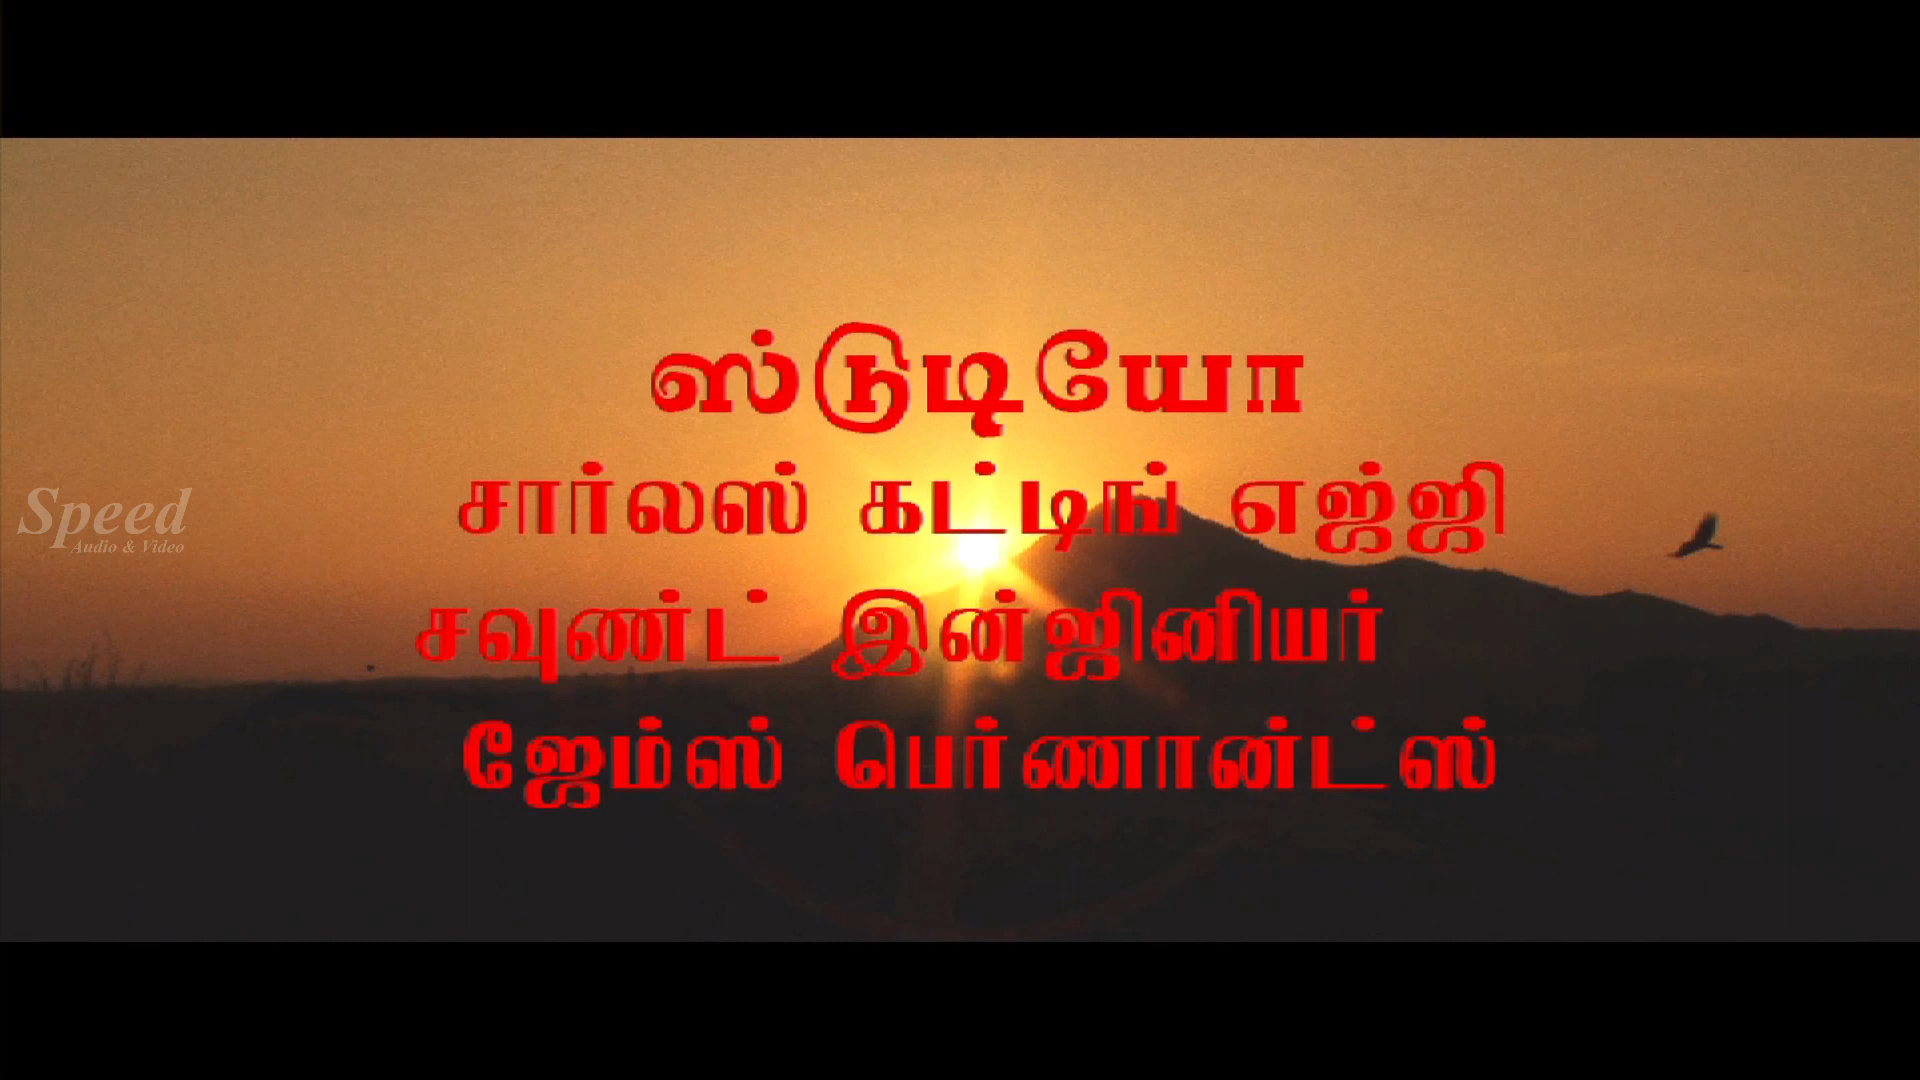 ஸ்டுடியோ
சார்லஸ் கட்டிங் எஜ்ஜி
சவுண்ட் இன்ஜினியர்
ஜேம்ஸ் பெர்ணான்ட்ஸ்
Speed
Audio & Video